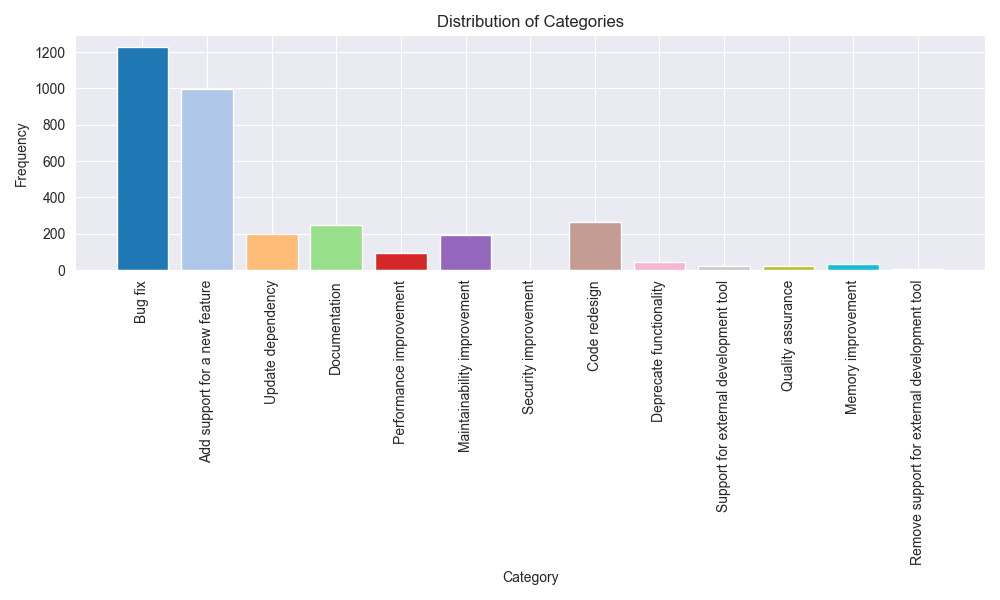 Distribution of Categories
Frequency
1200
1000
800
600
400
200
0
Bug fix
Add support for a new feature
Update dependency
Documentation
Performance improvement
Maintainability improvement
Security improvement
Code redesign
Deprecate functionality
Support for external development tool
Quality assurance
Memory improvement
Remove support for external development tool
Category